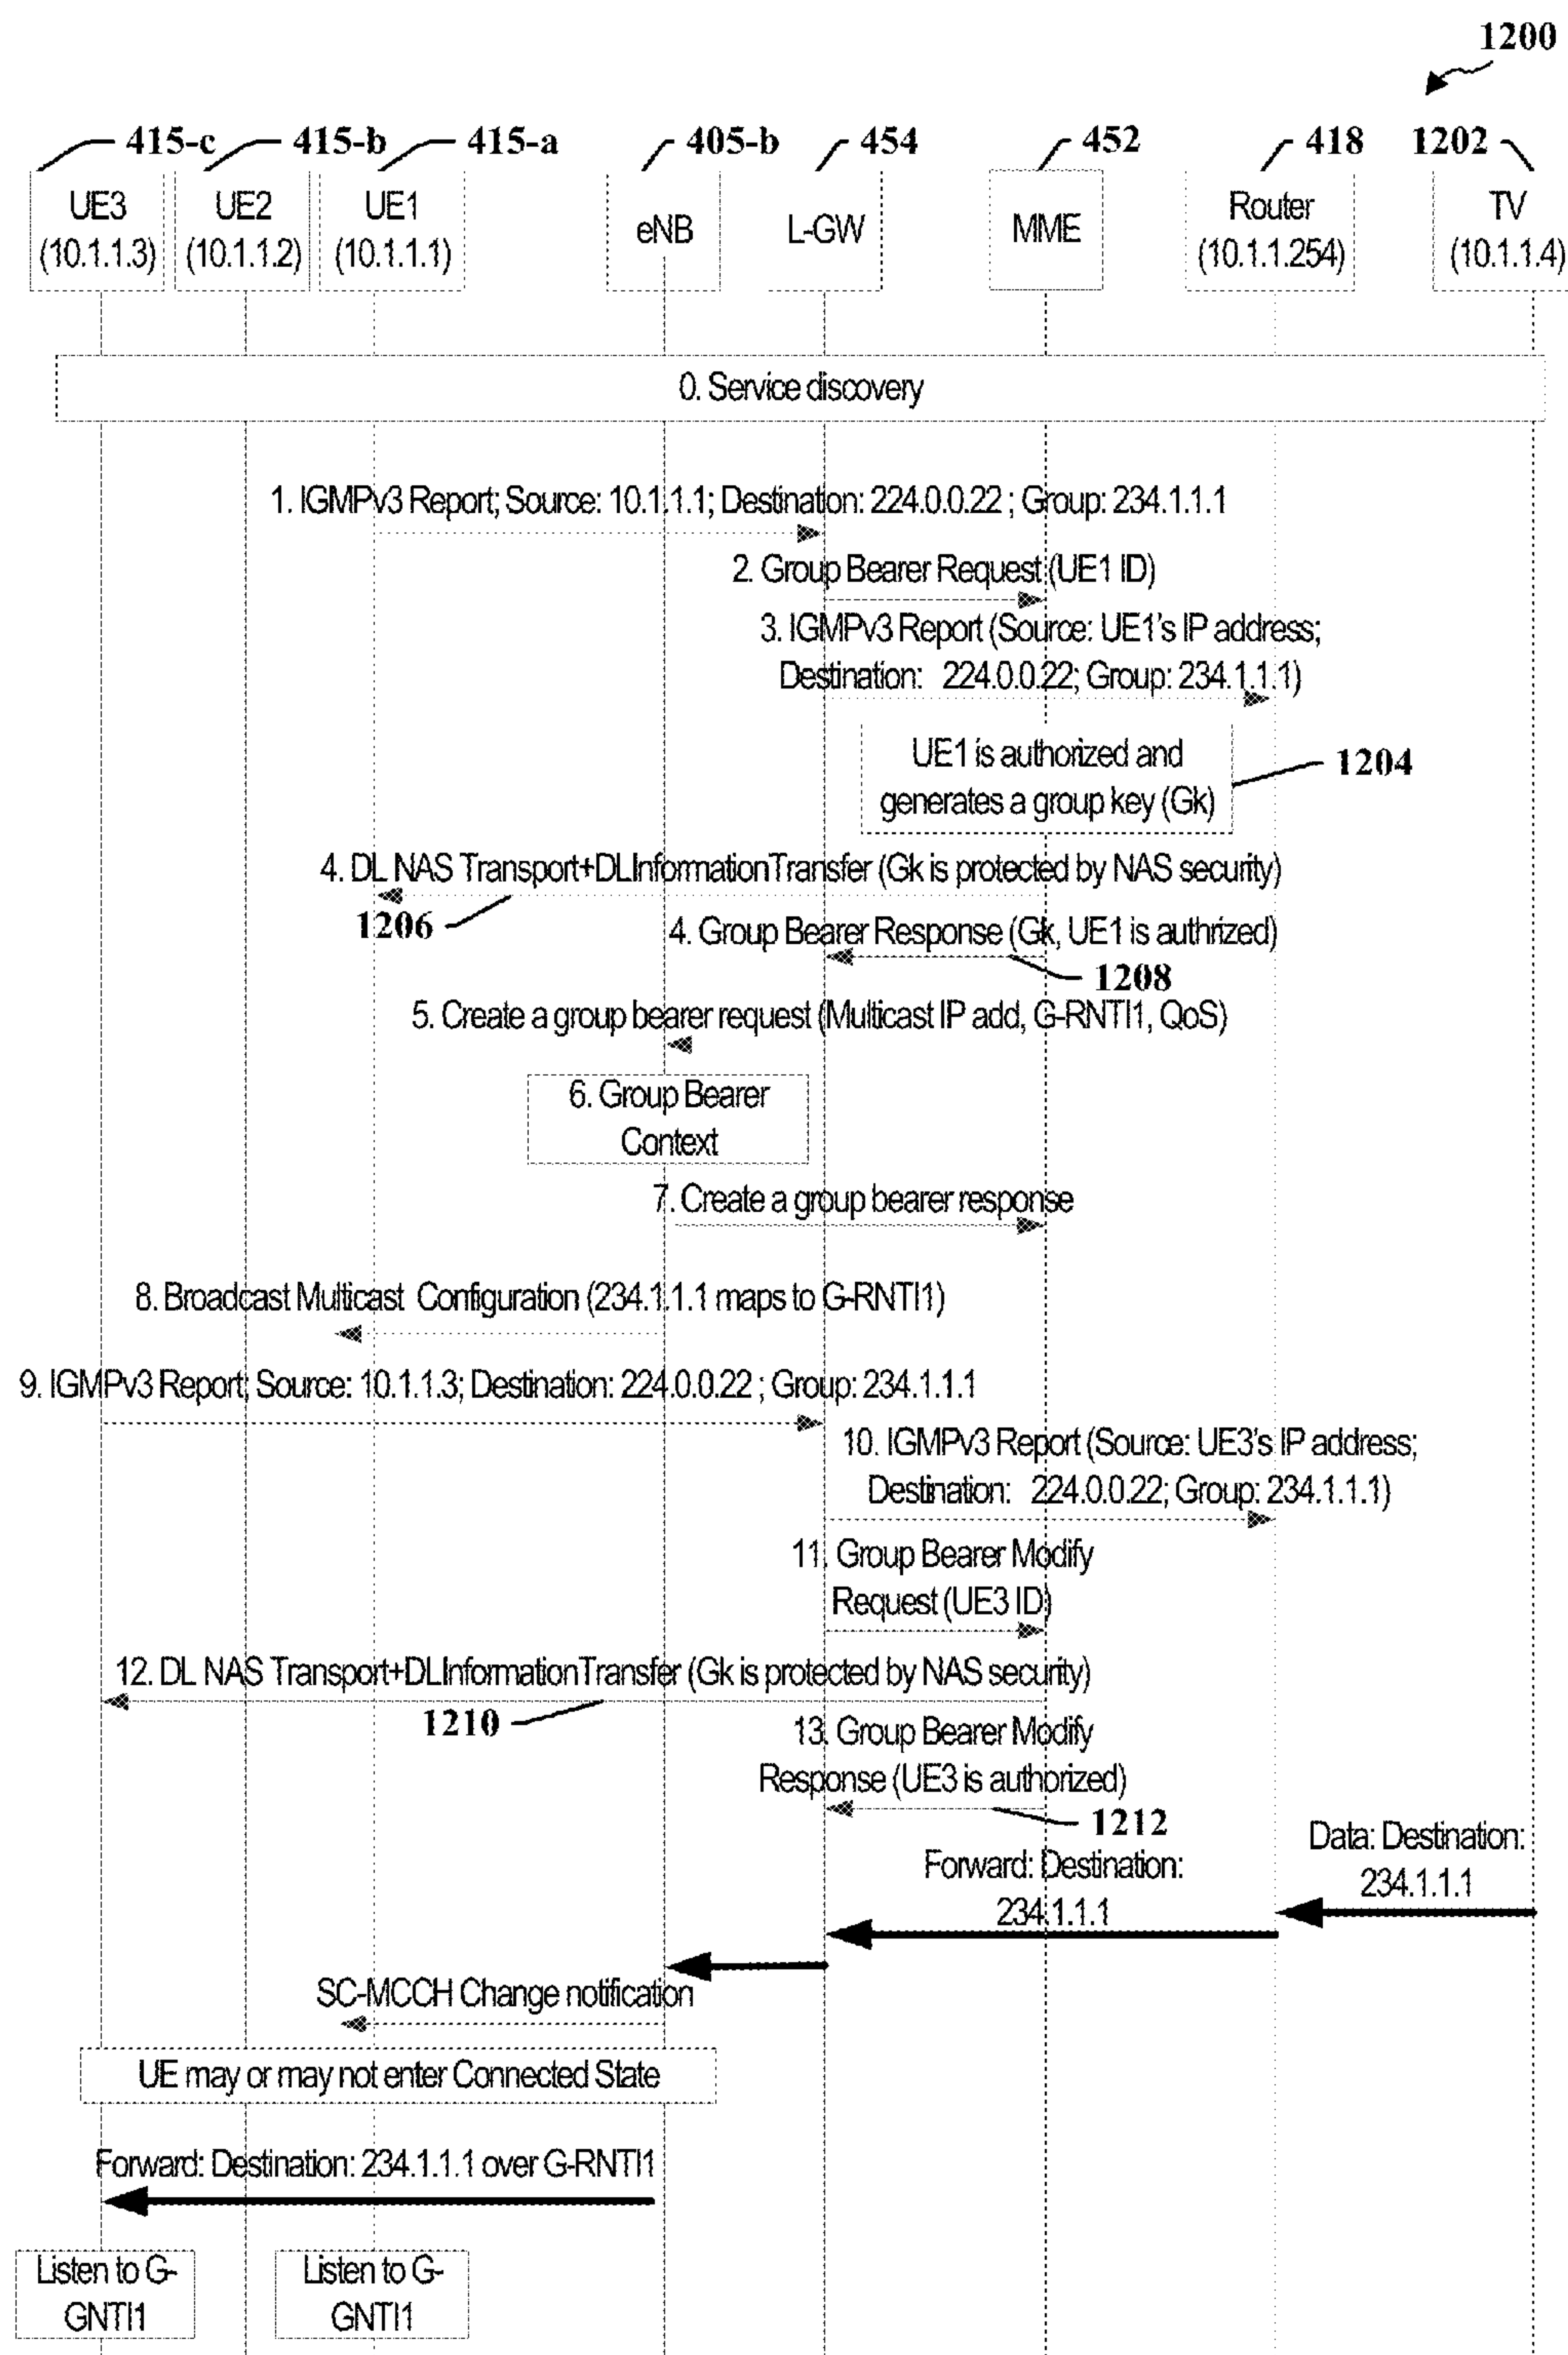 1200
415-c
415-b
415-a
405-b
454
452
418
1202
UE3
(10.1.1.3)
UE2
(10.1.1.2)
UE1
(10.1.1.1)
eNB
L-GW
MME
Router
(10.1.1.254)
TV
(10.1.1.4)
0. Service discovery
1. IGMPv3 Report; Source: 10.1.1.1; Destination: 224.0.0.22 ; Group: 234.1.1.1
2. Group Bearer Request (UE1 ID)
3. IGMPv3 Report (Source: UE1's IP address;
Destination: 224.0.0.22; Group: 234.1.1.1)
UE1 is authorized and
generates a group key (Gk)
1204
4. DL NAS Transport+DLInformationTransfer (Gk is protected by NAS security)
1206
4. Group Bearer Response (Gk, UE1 is authrized)
1208
5. Create a group bearer request (Multicast IP add, G-RNTI1, QoS)
6. Group Bearer
Context
7. Create a group bearer response
8. Broadcast Multicast Configuration (234.1.1.1 maps to G-RNTI1)
9. IGMPv3 Report; Source: 10.1.1.3; Destination: 224.0.0.22 ; Group: 234.1.1.1
10. IGMPv3 Report (Source: UE3's IP address;
Destination: 224.0.0.22; Group: 234.1.1.1)
11. Group Bearer Modify
Request (UE3 ID)
12. DL NAS Transport+DLInformationTransfer (Gk is protected by NAS security)
1210
13. Group Bearer Modify
Response (UE3 is authorized)
1212
Data: Destination:
234.1.1.1
Forward: Destination:
234.1.1.1
SC-MCCH Change notification
UE may or may not enter Connected State
Forward: Destination: 234.1.1.1 over G-RNTI1
Listen to G-
GNTI1
Listen to G-
GNTI1